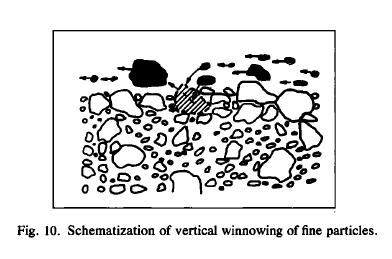 Fig. 10. Schematization of vertical winnowing of fine particles.